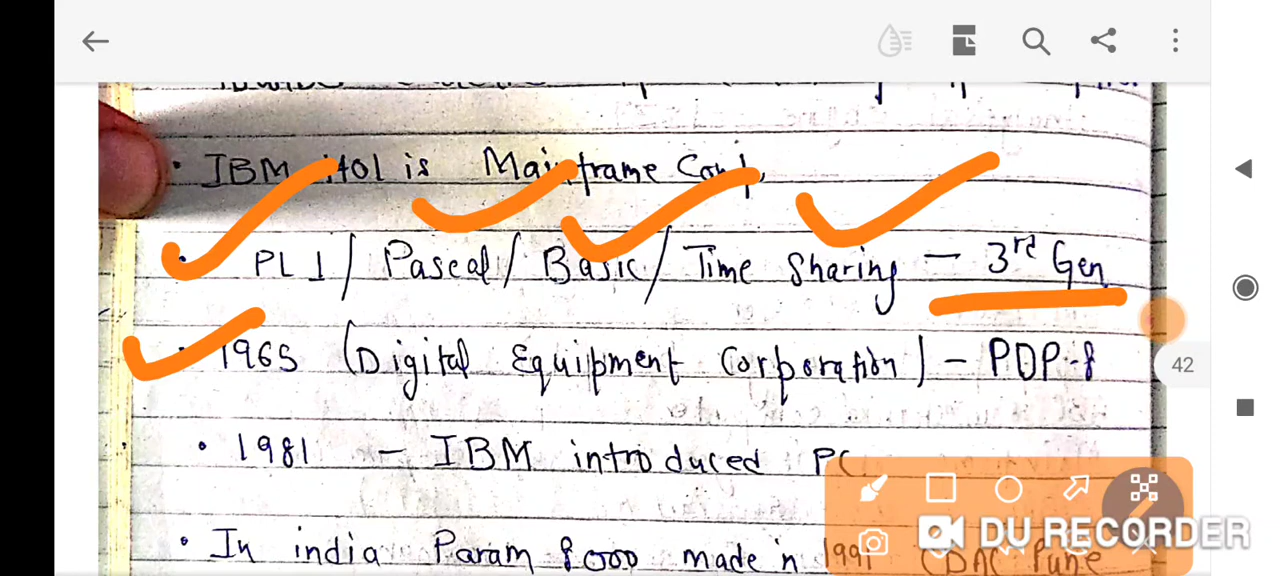 • IBM 1401 is Mainframe Comp.
• PL 1 / Pascal / Basic / Time Sharing — 3rd Gen
• 1965 (Digital Equipment Corporation) — PDP-8
42
• 1981 — IBM introduced PC
DU RECORDER
• In india Param 8000 made in 1991 CDAC Pune